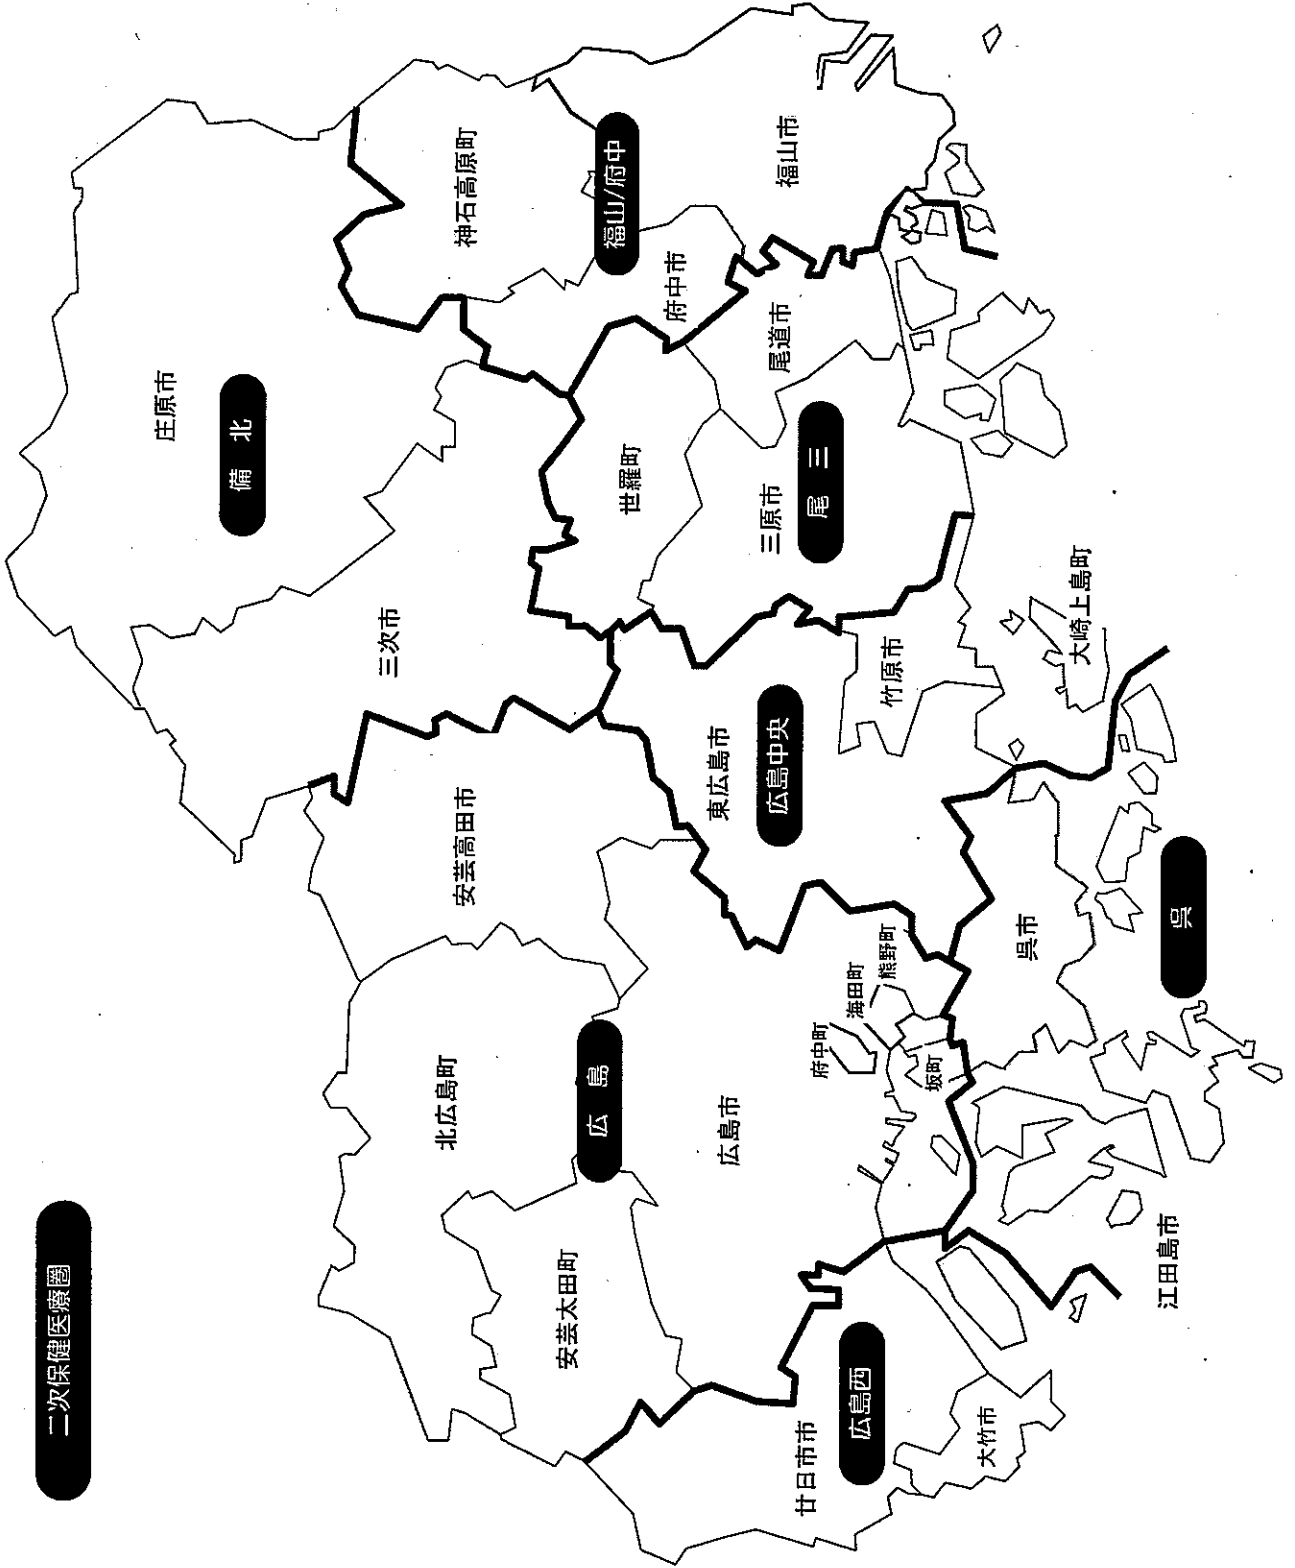 二次保健医療圏
庄原市
備北
三次市
神石高原町
福山/府中
福山市
府中市
世羅町
尾道市
三原市
尾三
安芸高田市
東広島市
広島中央
竹原市
大崎上島町
北広島町
広島
安芸太田町
広島市
府中町
海田町
熊野町
坂町
呉市
呉
江田島市
廿日市市
広島西
大竹市